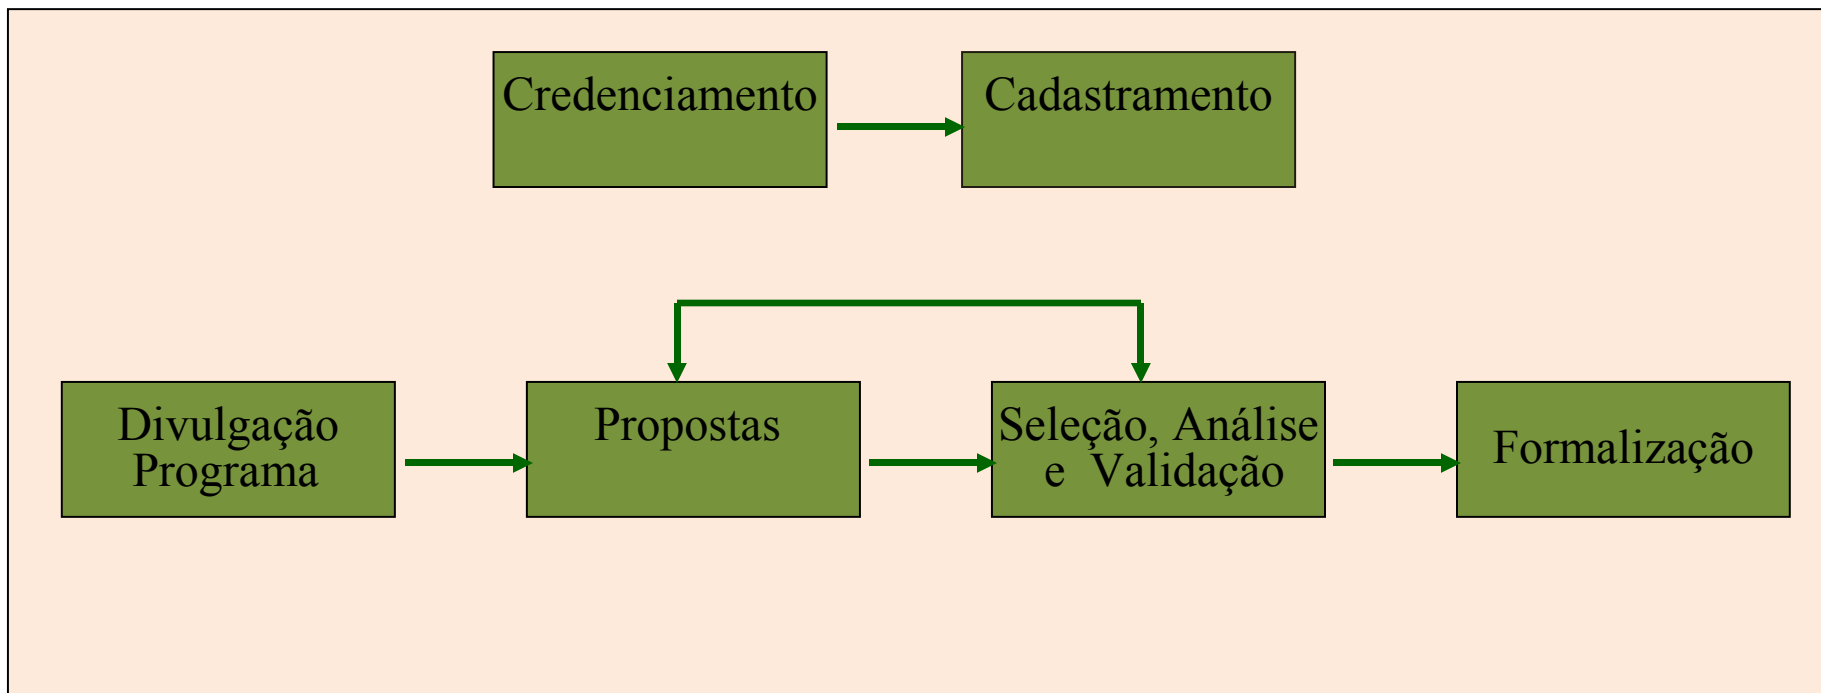 Credenciamento
Cadastramento
Divulgação
Programa
Propostas
Seleção, Análise
e Validação
Formalização